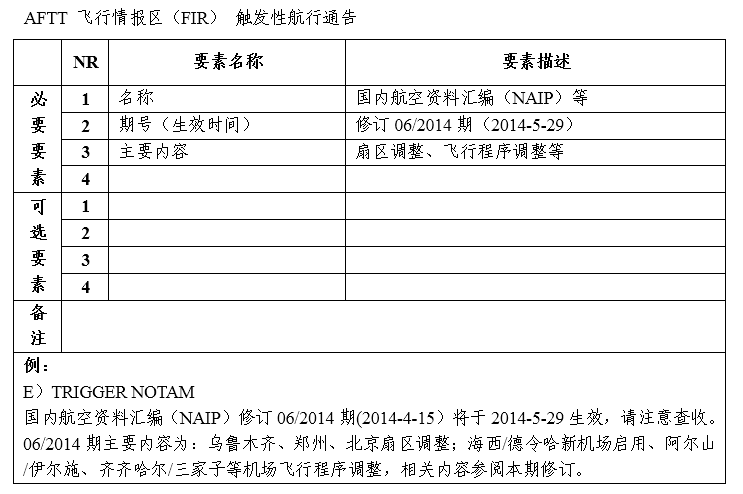 AFTT 飞行情报区（FIR） 触发性航行通告
NR 要素名称 要素描述
必要要素
1 名称 国内航空资料汇编（NAIP）等
2 期号（生效时间） 修订 06/2014 期（2014-5-29）
3 主要内容 扇区调整、飞行程序调整等
4
可选要素
1
2
3
4
备注
例：
E）TRIGGER NOTAM
国内航空资料汇编（NAIP）修订 06/2014 期(2014-4-15）将于 2014-5-29 生效，请注意查收。
06/2014 期主要内容为：乌鲁木齐、郑州、北京扇区调整；海西/德令哈新机场启用、阿尔山
/伊尔施、齐齐哈尔/三家子等机场飞行程序调整，相关内容参阅本期修订。